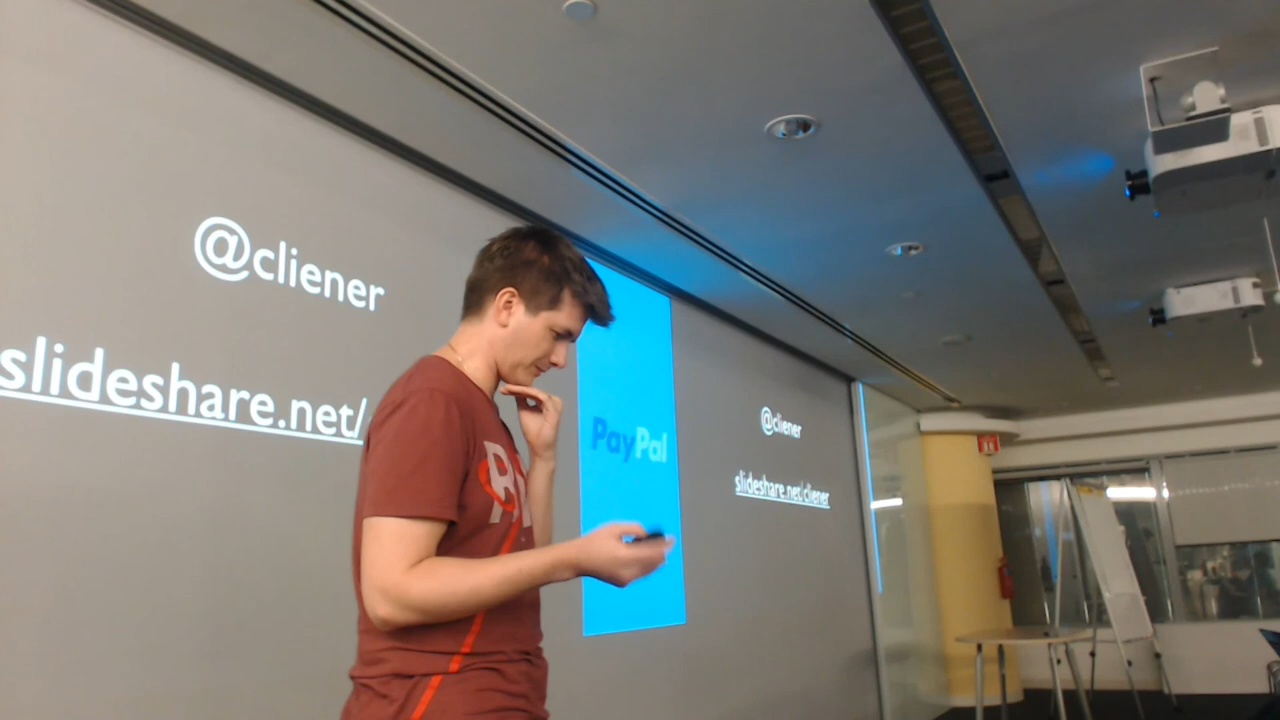 @cliener
slideshare.net/
PayPal
@cliener
slideshare.net/cliener